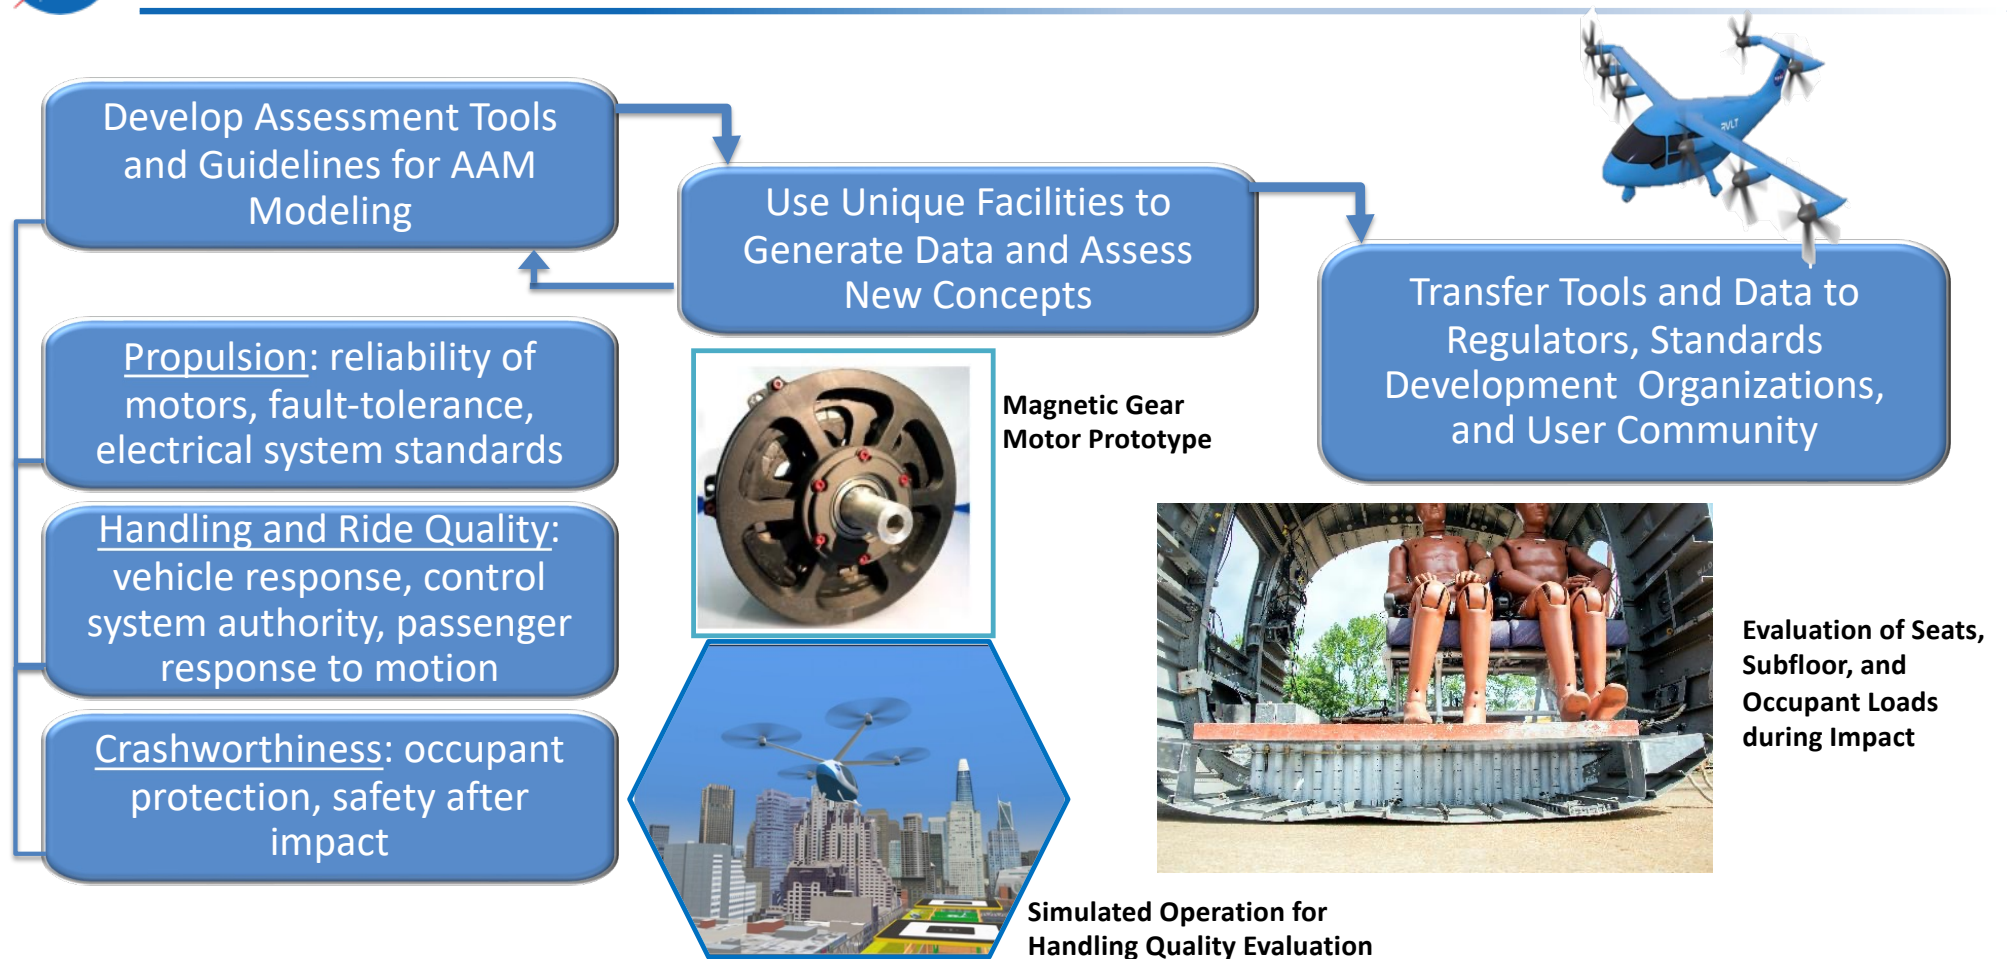 Develop Assessment Tools
and Guidelines for AAM
Modeling
Use Unique Facilities to
Generate Data and Assess
New Concepts
RVLT
Transfer Tools and Data to
Regulators, Standards
Development Organizations,
and User Community
Propulsion: reliability of
motors, fault-tolerance,
electrical system standards
Handling and Ride Quality:
vehicle response, control
system authority, passenger
response to motion
Crashworthiness: occupant
protection, safety after
impact
Magnetic Gear
Motor Prototype
Evaluation of Seats,
Subfloor, and
Occupant Loads
during Impact
Simulated Operation for
Handling Quality Evaluation